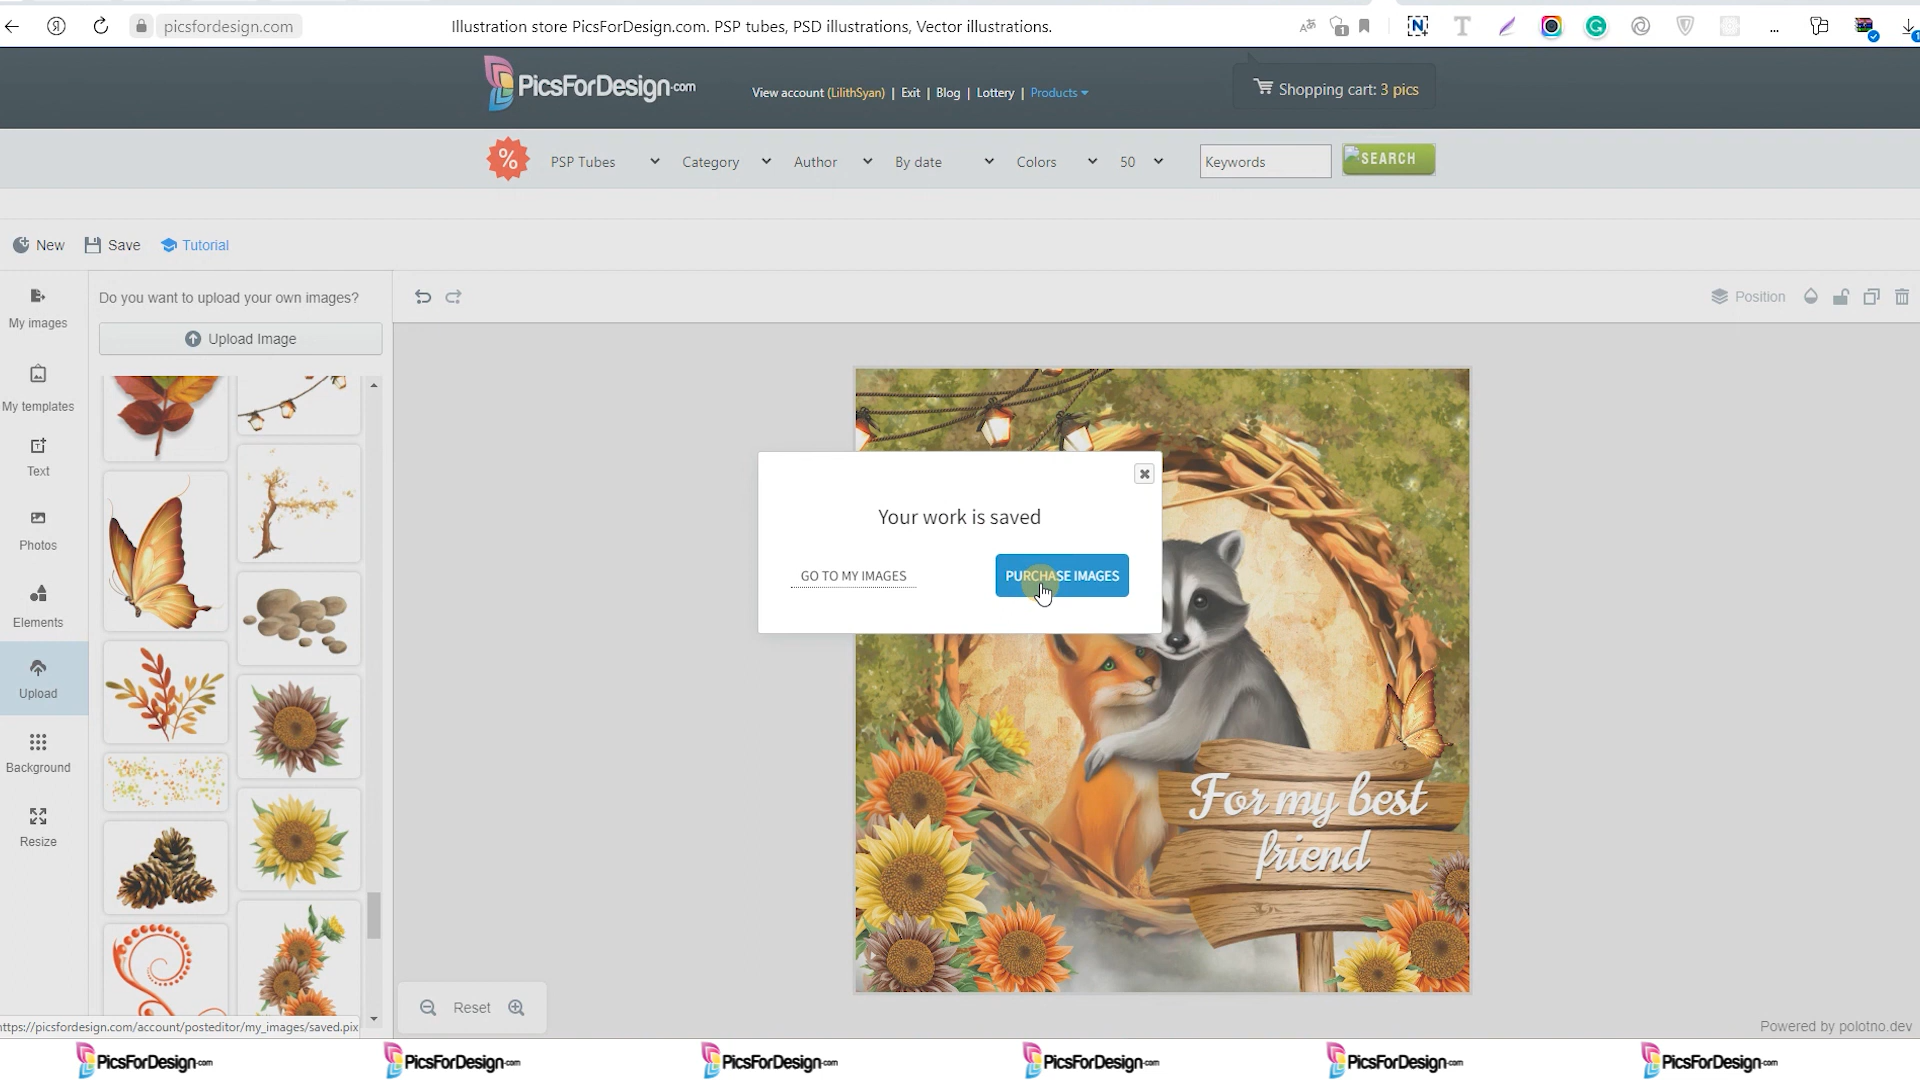 picsfordesign.com
Illustration store PicsForDesign.com. PSP tubes, PSD illustrations, Vector illustrations.
PicsForDesign.com
View account (LilithSyan) | Exit | Blog | Lottery | Products
Shopping cart: 3 pics
% PSP Tubes Category Author By date Colors 50 Keywords SEARCH
New Save Tutorial
My images
My templates
Text
Photos
Elements
Upload
Background
Resize
Do you want to upload your own images?
Upload Image
Position
Your work is saved
GO TO MY IMAGES PURCHASE IMAGES
For my best
friend
Reset
https://picsfordesign.com/account/posteditor/my_images/saved.pix
Powered by polotno.dev
PicsForDesign.com PicsForDesign.com PicsForDesign.com PicsForDesign.com PicsForDesign.com PicsForDesign.com